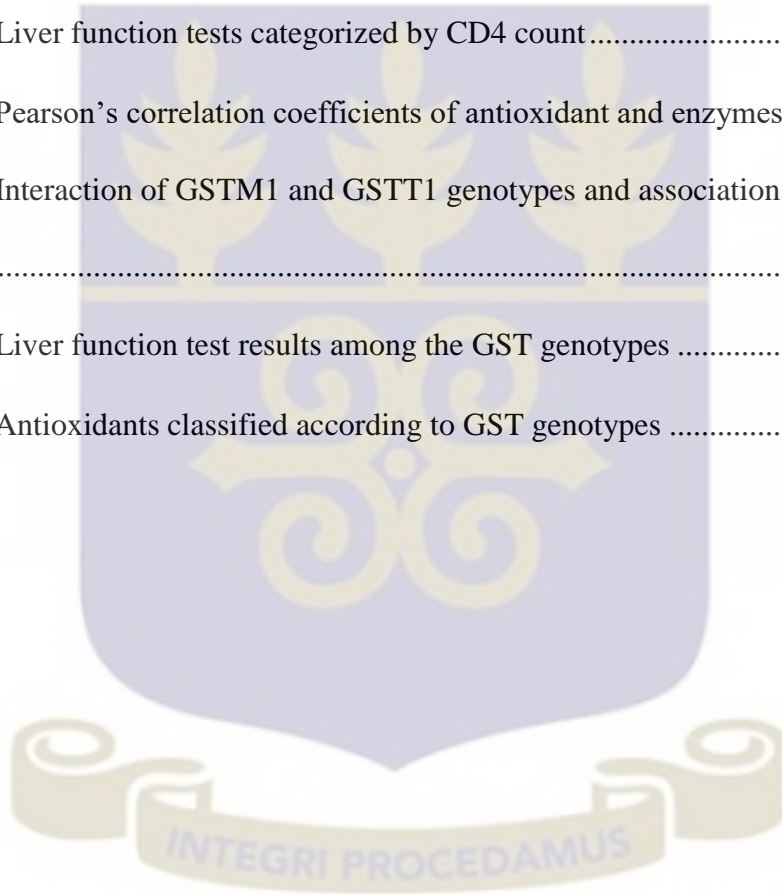 Liver function tests categorized by CD4 count.......................
Pearson's correlation coefficients of antioxidant and enzymes
Interaction of GSTM1 and GSTT1 genotypes and association
....................................................................................................
Liver function test results among the GST genotypes .............
Antioxidants classified according to GST genotypes ..............
INTEGRI PROCEDAMUS